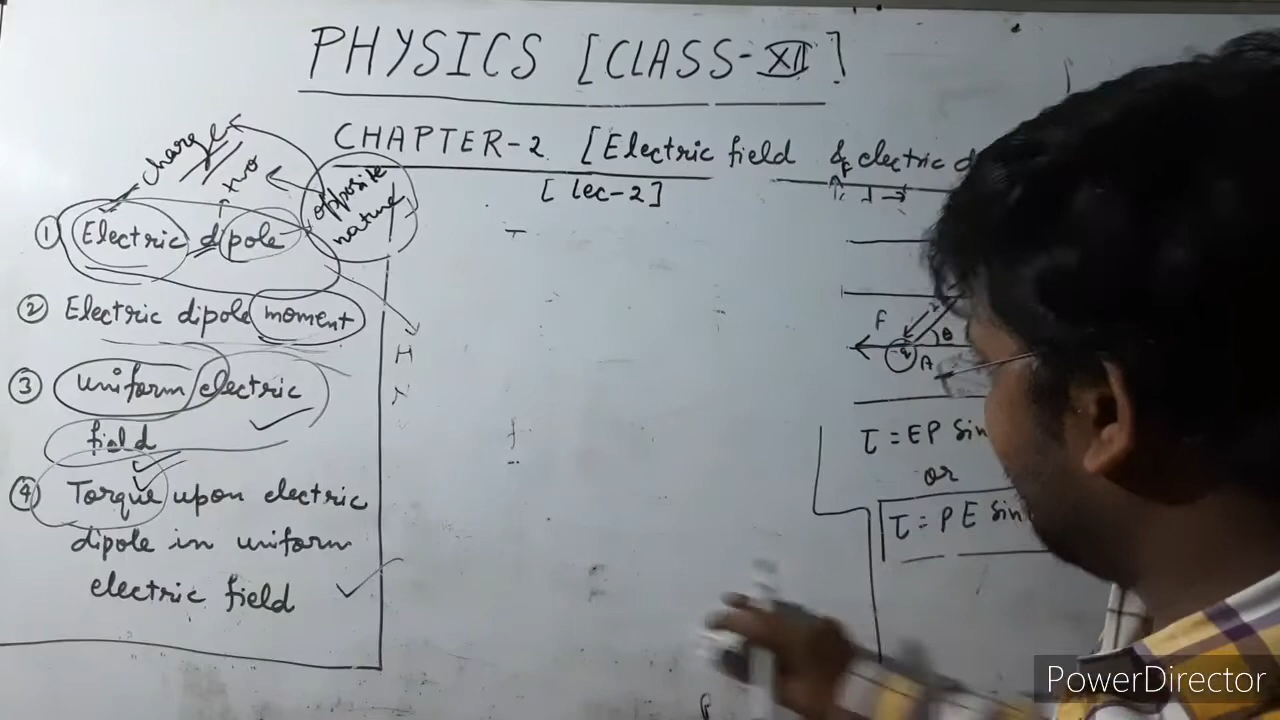 PHYSICS [CLASS-XII]
CHAPTER-2 [Electric field & electric d
[Lec-2]
charge
two
opposite
nature
① Electric dipole
② Electric dipole moment
③ Uniform electric
field
④ Torque upon electric
dipole in uniform
electric field
H
F
F
-q
θ
A
τ = EP sin
or
τ = PE sin
PowerDirector